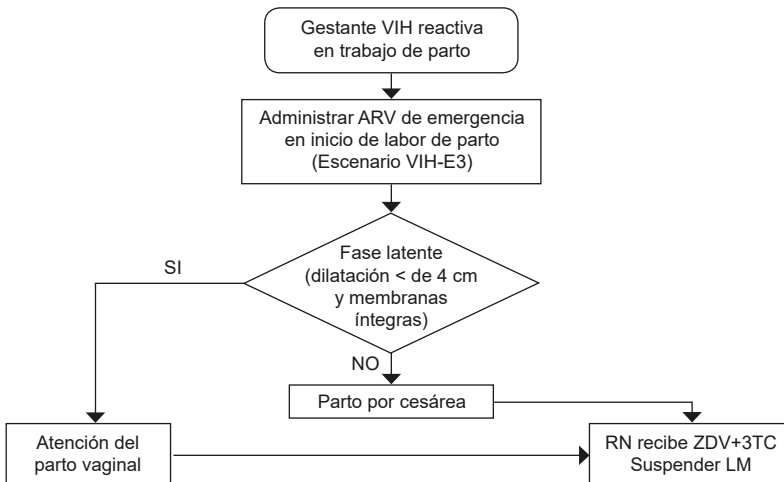 Gestante VIH reactiva
en trabajo de parto
Administrar ARV de emergencia
en inicio de labor de parto
(Escenario VIH-E3)
Fase latente
(dilatación < de 4 cm
y membranas
íntegras)
SI
NO
Parto por cesárea
Atención del
parto vaginal
RN recibe ZDV+3TC
Suspender LM